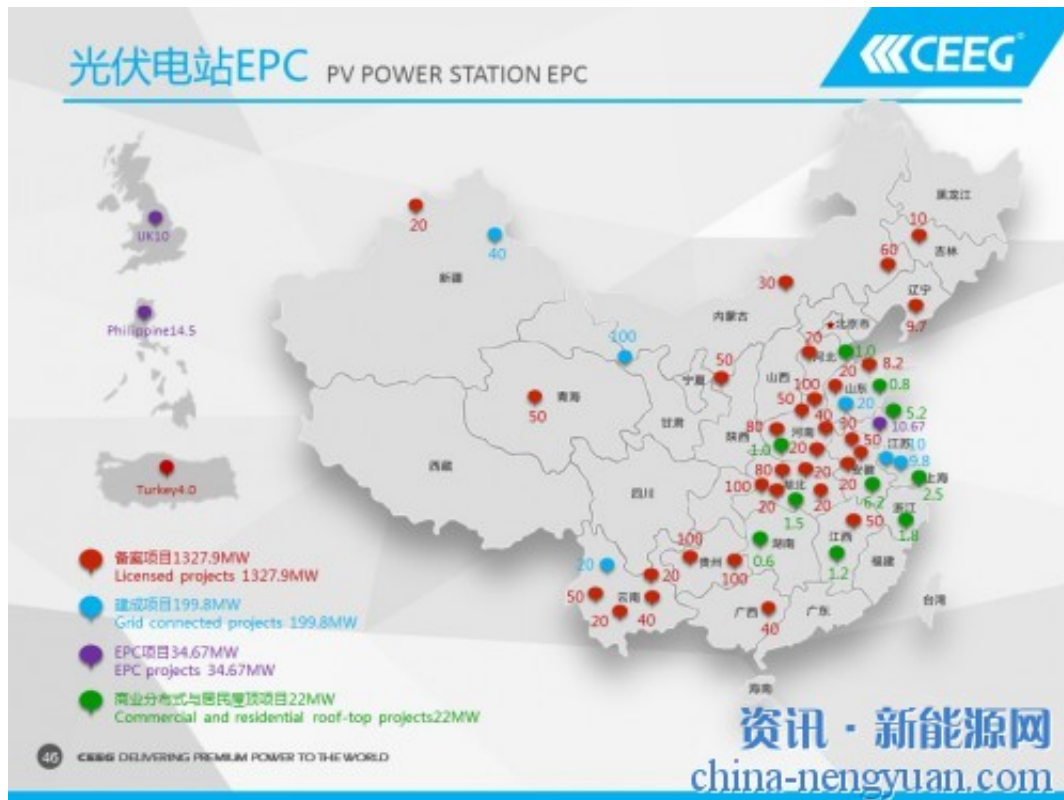 光伏电站EPC PV POWER STATION EPC
CEEG
UK10
Philippine14.5
Turkey4.0
20
40
新疆
100
50
青海
西藏
甘肃
四川
内蒙古
30
宁夏
50
陕西
山西
黑龙江
10
吉林
60
辽宁
9.7
北京市
70
河北
1.0
20
8.2
山东
0.8
100
50
20
5.2
40
30
10.67
80
河南
江苏
10
1.0
20
50
9.8
80
20
安徽
20
上海
2.5
100
湖北
20
20
6.2
浙江
1.8
1.5
50
江西
1.2
湖南
0.6
福建
100
贵州
100
20
20
50
云南
20
40
广西
40
广东
台湾
海南
备案项目1327.9MW
Licensed projects 1327.9MW
建成项目199.8MW
Grid connected projects 199.8MW
EPC项目34.67MW
EPC projects 34.67MW
商业分布式与居民屋顶项目22MW
Commercial and residential roof-top projects22MW
46 CEEG DELIVERING PREMIUM POWER TO THE WORLD
资讯·新能源网
china-nengyuan.com